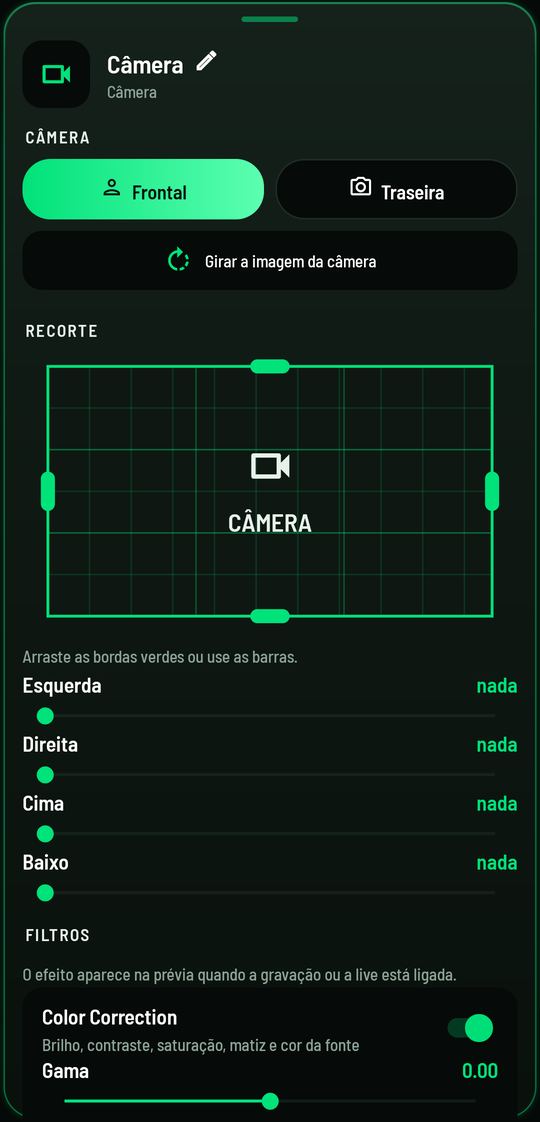 Câmera
Câmera
CÂMERA
Frontal
Traseira
Girar a imagem da câmera
RECORTE
CÂMERA
Arraste as bordas verdes ou use as barras.
Esquerda nada
Direita nada
Cima nada
Baixo nada
FILTROS
O efeito aparece na prévia quando a gravação ou a live está ligada.
Color Correction
Brilho, contraste, saturação, matiz e cor da fonte
Gama 0.00